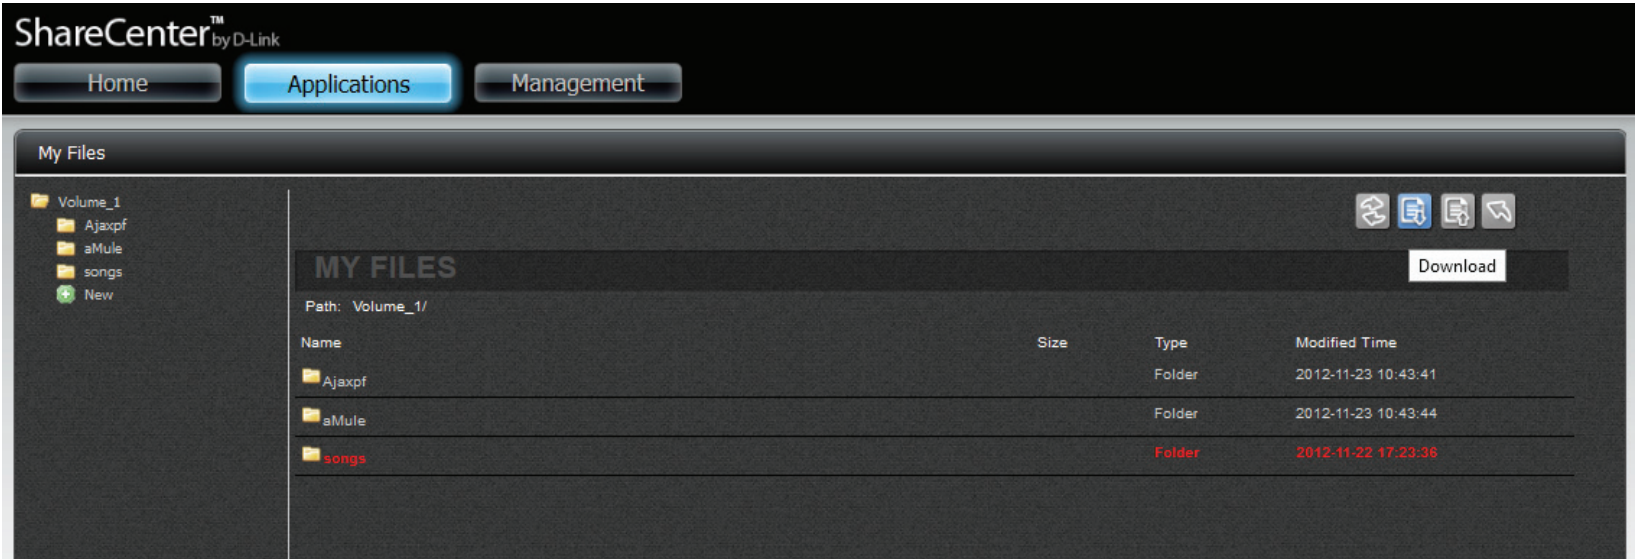 ShareCenter™ by D-Link
Home Applications Management
My Files
Volume_1
Ajaxpf
aMule
songs
New
Download
MY FILES
Path: Volume_1/
Name Size Type Modified Time
Ajaxpf Folder 2012-11-23 10:43:41
aMule Folder 2012-11-23 10:43:44
songs Folder 2012-11-22 17:23:36